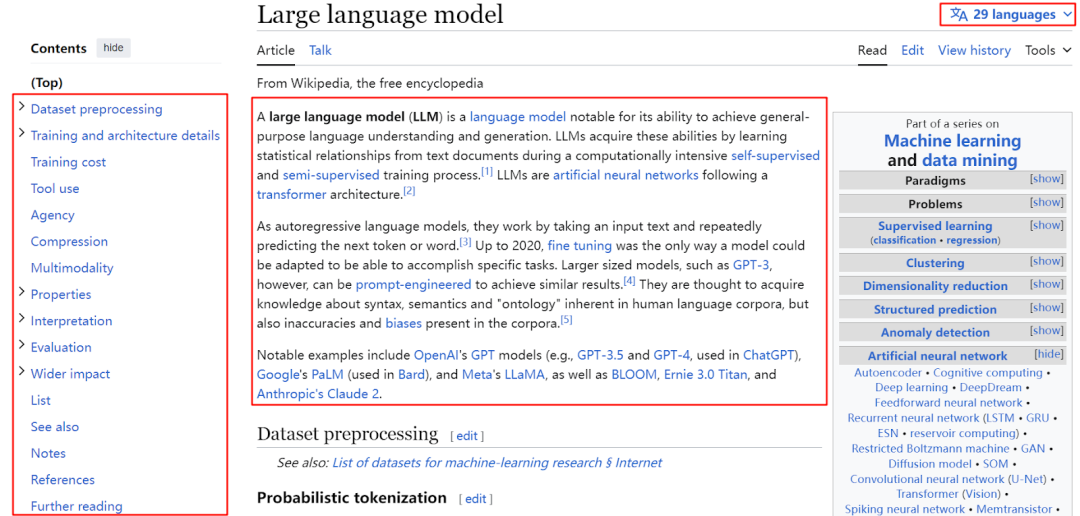 Large language model
29 languages
Contents hide
Article Talk
Read Edit View history Tools
(Top)
From Wikipedia, the free encyclopedia
Dataset preprocessing
Training and architecture details
Training cost
Tool use
Agency
Compression
Multimodality
Properties
Interpretation
Evaluation
Wider impact
List
See also
Notes
References
Further reading
A large language model (LLM) is a language model notable for its ability to achieve general-
purpose language understanding and generation. LLMs acquire these abilities by learning
statistical relationships from text documents during a computationally intensive self-supervised
and semi-supervised training process.[1] LLMs are artificial neural networks following a
transformer architecture.[2]
As autoregressive language models, they work by taking an input text and repeatedly
predicting the next token or word.[3] Up to 2020, fine tuning was the only way a model could
be adapted to be able to accomplish specific tasks. Larger sized models, such as GPT-3,
however, can be prompt-engineered to achieve similar results.[4] They are thought to acquire
knowledge about syntax, semantics and "ontology" inherent in human language corpora, but
also inaccuracies and biases present in the corpora.[5]
Notable examples include OpenAI's GPT models (e.g., GPT-3.5 and GPT-4, used in ChatGPT),
Google's PaLM (used in Bard), and Meta's LLaMA, as well as BLOOM, Ernie 3.0 Titan, and
Anthropic's Claude 2.
Dataset preprocessing [edit]
See also: List of datasets for machine-learning research § Internet
Probabilistic tokenization [edit]
Part of a series on
Machine learning
and data mining
Paradigms [show]
Problems [show]
Supervised learning [show]
(classification • regression)
Clustering [show]
Dimensionality reduction [show]
Structured prediction [show]
Anomaly detection [show]
Artificial neural network [hide]
Autoencoder • Cognitive computing •
Deep learning • DeepDream •
Feedforward neural network •
Recurrent neural network (LSTM • GRU •
ESN • reservoir computing) •
Restricted Boltzmann machine • GAN •
Diffusion model • SOM •
Convolutional neural network (U-Net) •
Transformer (Vision) •
Spiking neural network • Memtransistor •